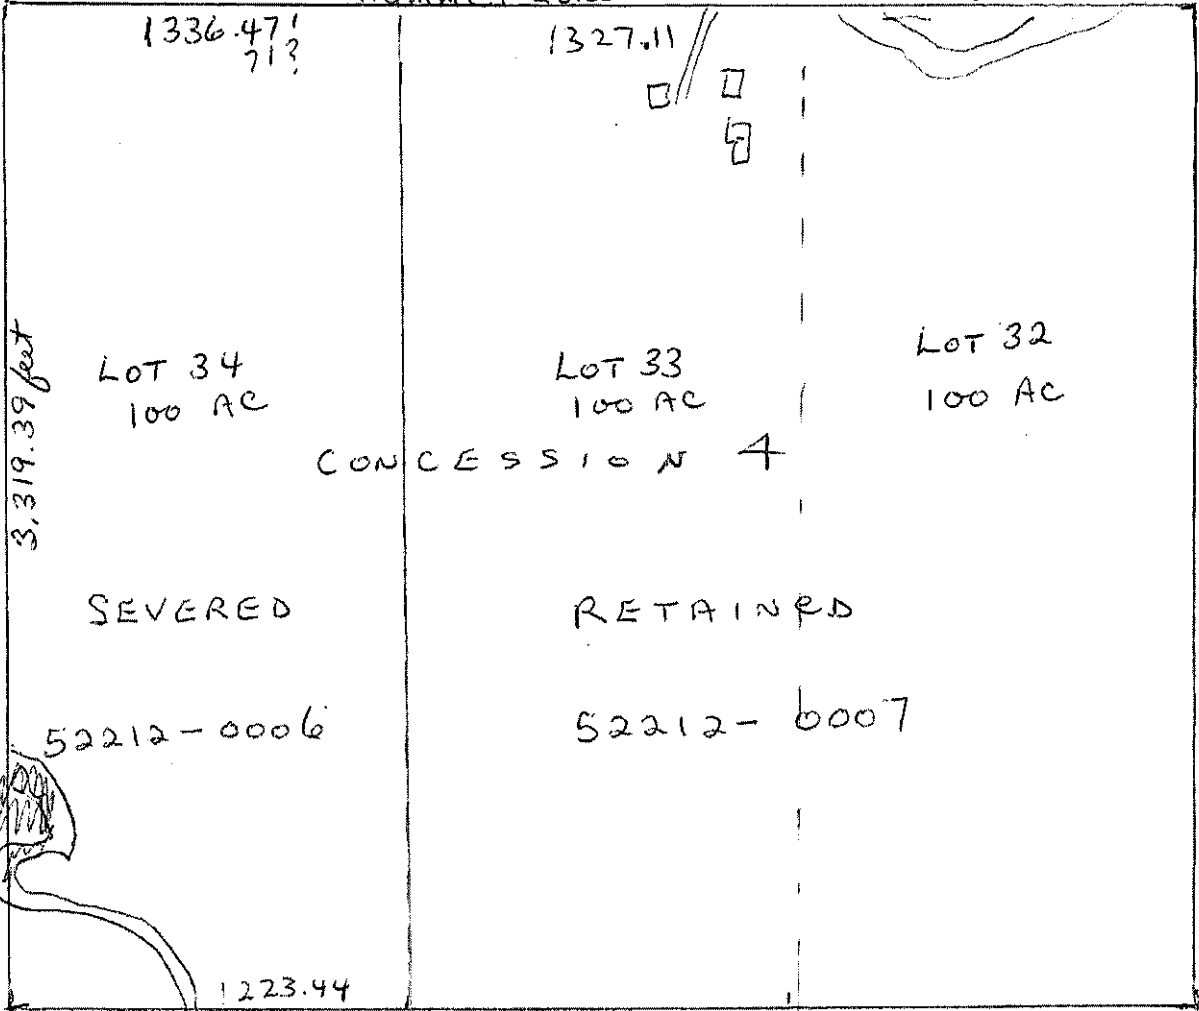 1336.47'
71?
1327.11
3,319.39 feet
LOT 34
100 AC
LOT 33
100 AC
LOT 32
100 AC
CONCESSION 4
SEVERED
RETAINED
52212-0006
52212-0007
1223.44